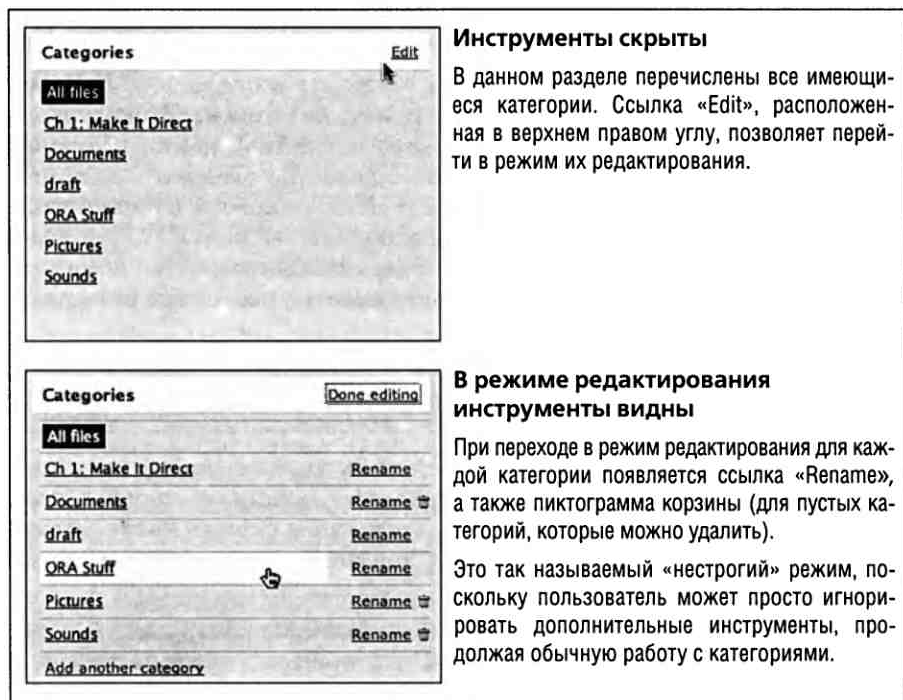 Categories Edit
All files
Ch 1: Make It Direct
Documents
draft
ORA Stuff
Pictures
Sounds
Инструменты скрыты
В данном разделе перечислены все имеющи-
еся категории. Ссылка «Edit», расположен-
ная в верхнем правом углу, позволяет перей-
ти в режим их редактирования.
Categories Done editing
All files
Ch 1: Make It Direct Rename
Documents Rename
draft Rename
ORA Stuff Rename
Pictures Rename
Sounds Rename
Add another category
В режиме редактирования
инструменты видны
При переходе в режим редактирования для каж-
дой категории появляется ссылка «Rename»,
а также пиктограмма корзины (для пустых ка-
тегорий, которые можно удалить).
Это так называемый «нестрогий» режим, по-
скольку пользователь может просто игнори-
ровать дополнительные инструменты, про-
должая обычную работу с категориями.